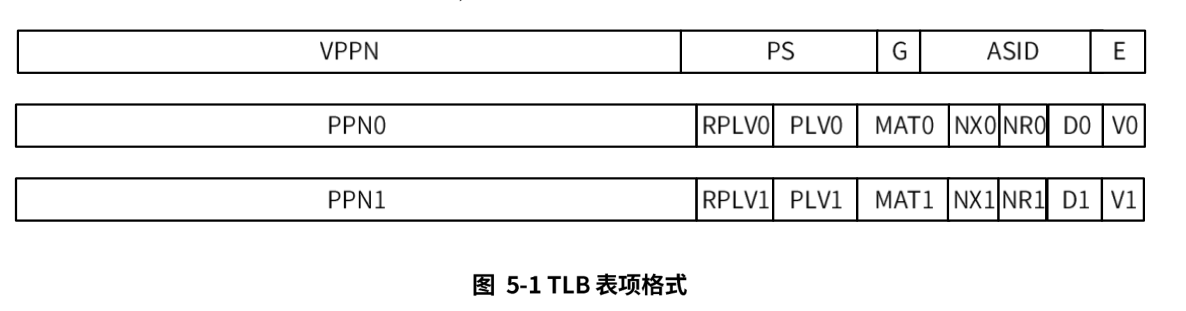 VPPN PS G ASID E
PPN0 RPLV0 PLV0 MAT0 NX0 NR0 D0 V0
PPN1 RPLV1 PLV1 MAT1 NX1 NR1 D1 V1
图 5-1 TLB 表项格式